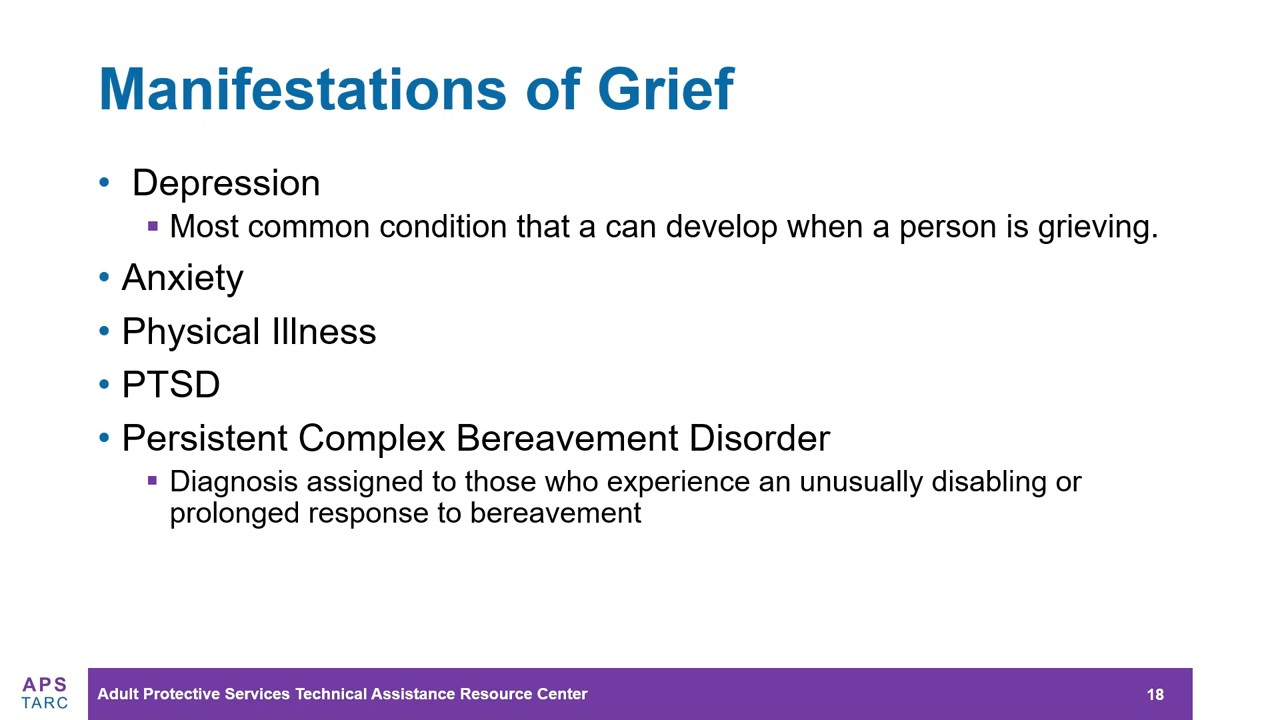 Manifestations of Grief
• Depression
▪ Most common condition that a can develop when a person is grieving.
• Anxiety
• Physical Illness
• PTSD
• Persistent Complex Bereavement Disorder
▪ Diagnosis assigned to those who experience an unusually disabling or
prolonged response to bereavement
APS
TARC
Adult Protective Services Technical Assistance Resource Center
18